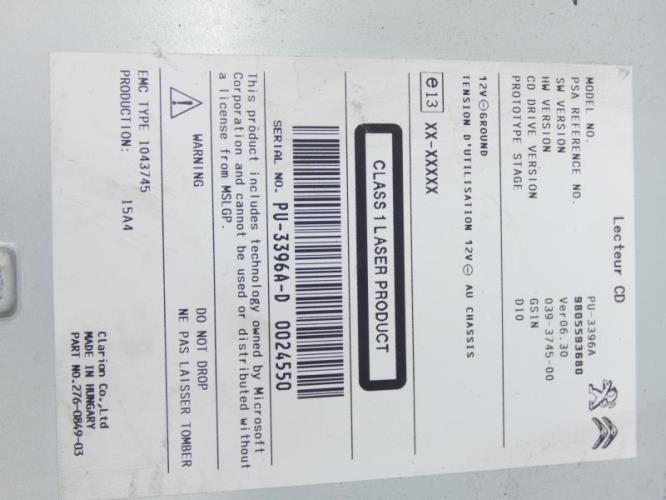 Lecteur CD
MODEL NO. PU-3396A
PSA REFERENCE NO. 9805593680
SW VERSION Ver 06.30
HW VERSION 039-3745-00
CD DRIVE VERSION GSIN
PROTOTYPE STAGE D10
12V ⊖ GROUND
TENSION D'UTILISATION 12V ⊖ AU CHASSIS
e13 XX-XXXXX
CLASS 1 LASER PRODUCT
SERIAL NO. PU-3396A-D 0024550
This product includes technology owned by Microsoft
Corporation and cannot be used or distributed without
a license from MSLGP.
WARNING DO NOT DROP
NE PAS LAISSER TOMBER
EMC TYPE 1043745
PRODUCTION: 15A4
Clarion Co.,Ltd
MADE IN HUNGARY
PART NO.276-0849-03